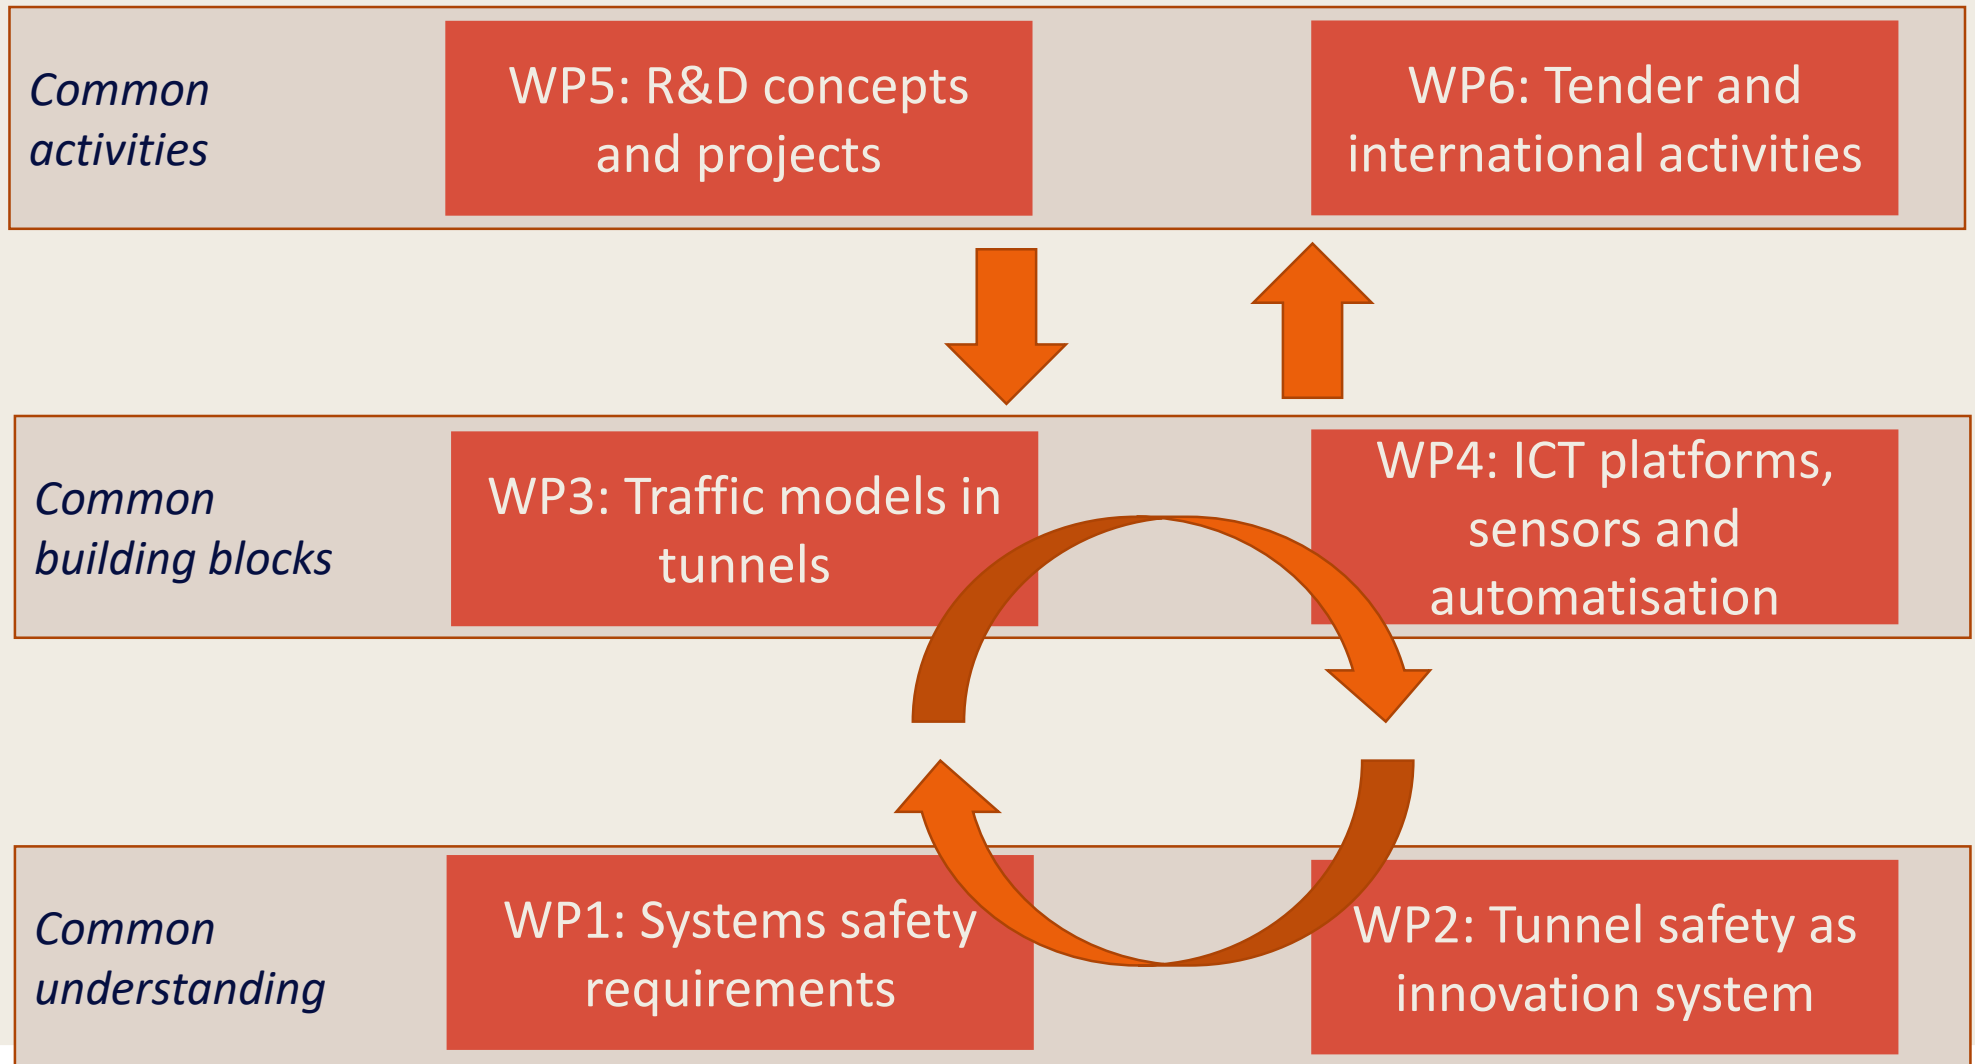 Common
activities
WP5: R&D concepts
and projects
WP6: Tender and
international activities
Common
building blocks
WP3: Traffic models in
tunnels
WP4: ICT platforms,
sensors and
automatisation
Common
understanding
WP1: Systems safety
requirements
WP2: Tunnel safety as
innovation system